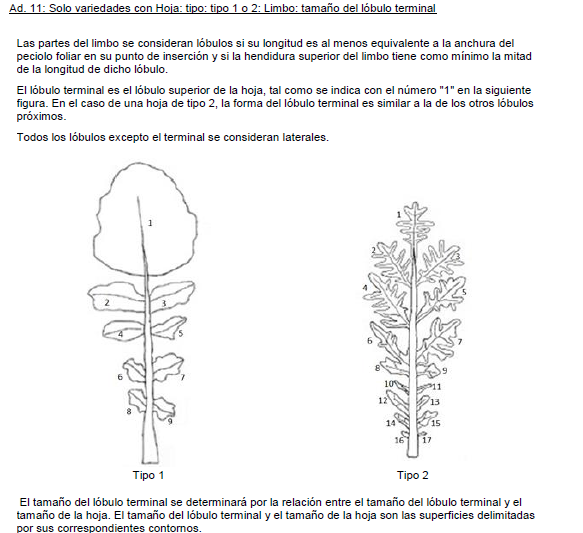 Ad. 11: Solo variedades con Hoja: tipo: tipo 1 o 2: Limbo: tamaño del lóbulo terminal
Las partes del limbo se consideran lóbulos si su longitud es al menos equivalente a la anchura del
peciolo foliar en su punto de inserción y si la hendidura superior del limbo tiene como mínimo la mitad
de la longitud de dicho lóbulo.
El lóbulo terminal es el lóbulo superior de la hoja, tal como se indica con el número "1" en la siguiente
figura. En el caso de una hoja de tipo 2, la forma del lóbulo terminal es similar a la de los otros lóbulos
próximos.
Todos los lóbulos excepto el terminal se consideran laterales.
1
2 3
4 5
6 7
8 9
1
2 3
4 5
6 7
8 9
10 11
12 13
14 15
16 17
Tipo 1 Tipo 2
El tamaño del lóbulo terminal se determinará por la relación entre el tamaño del lóbulo terminal y el
tamaño de la hoja. El tamaño del lóbulo terminal y el tamaño de la hoja son las superficies delimitadas
por sus correspondientes contornos.